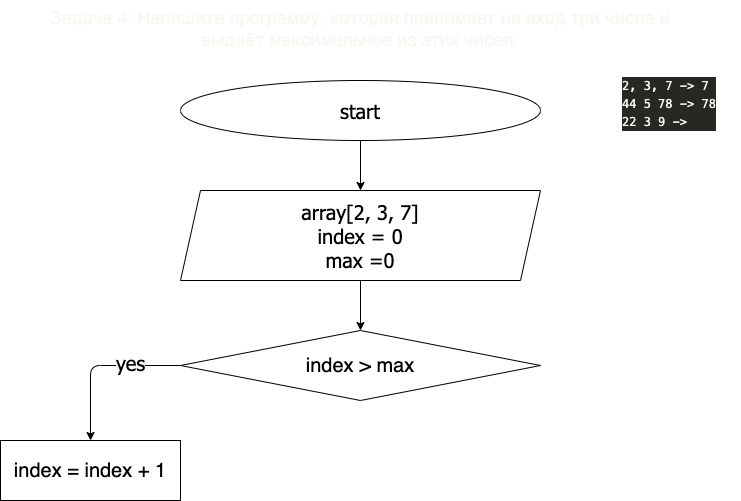 Задача 4: Напишите программу, которая принимает на вход три числа и
выдаёт максимальное из этих чисел.
start
2, 3, 7 -> 7
44 5 78 -> 78
22 3 9 ->
array[2, 3, 7]
index = 0
max =0
index > max
yes
index = index + 1